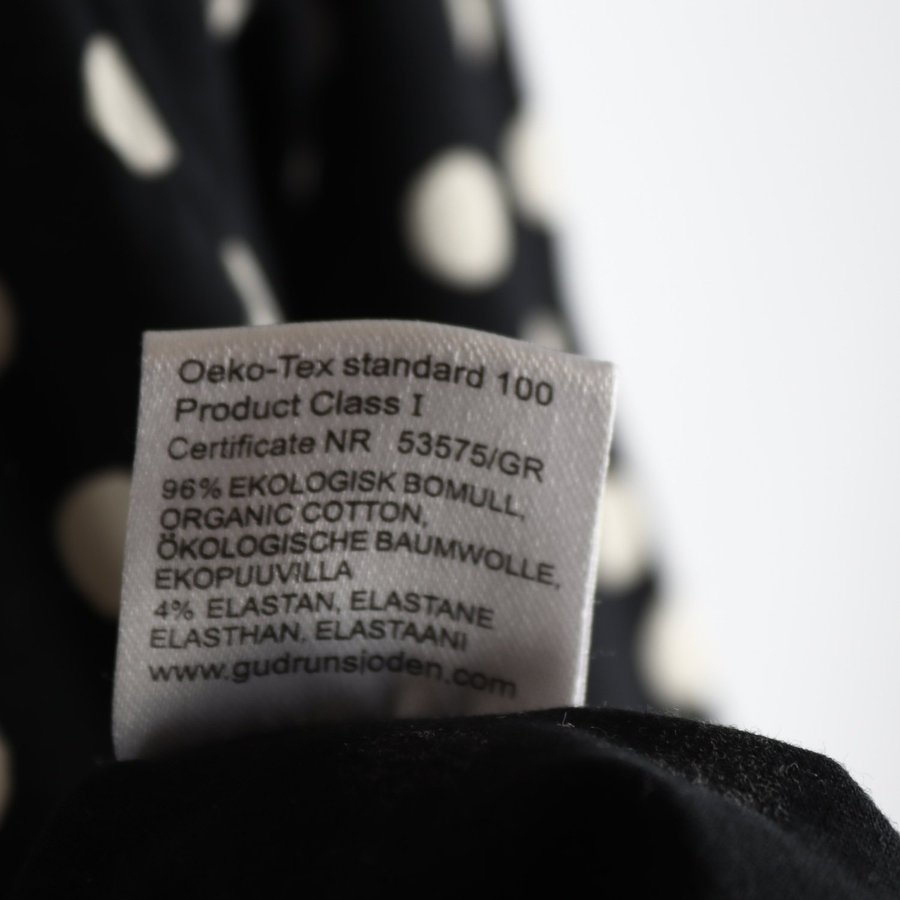 Oeko-Tex standard 100
Product Class I
Certificate NR 53575/GR
96% EKOLOGISK BOMULL,
ORGANIC COTTON,
ÖKOLOGISCHE BAUMWOLLE,
EKOPUUVILLA
4% ELASTAN, ELASTANE
ELASTHAN, ELASTAANI
www.gudrunsjoden.com